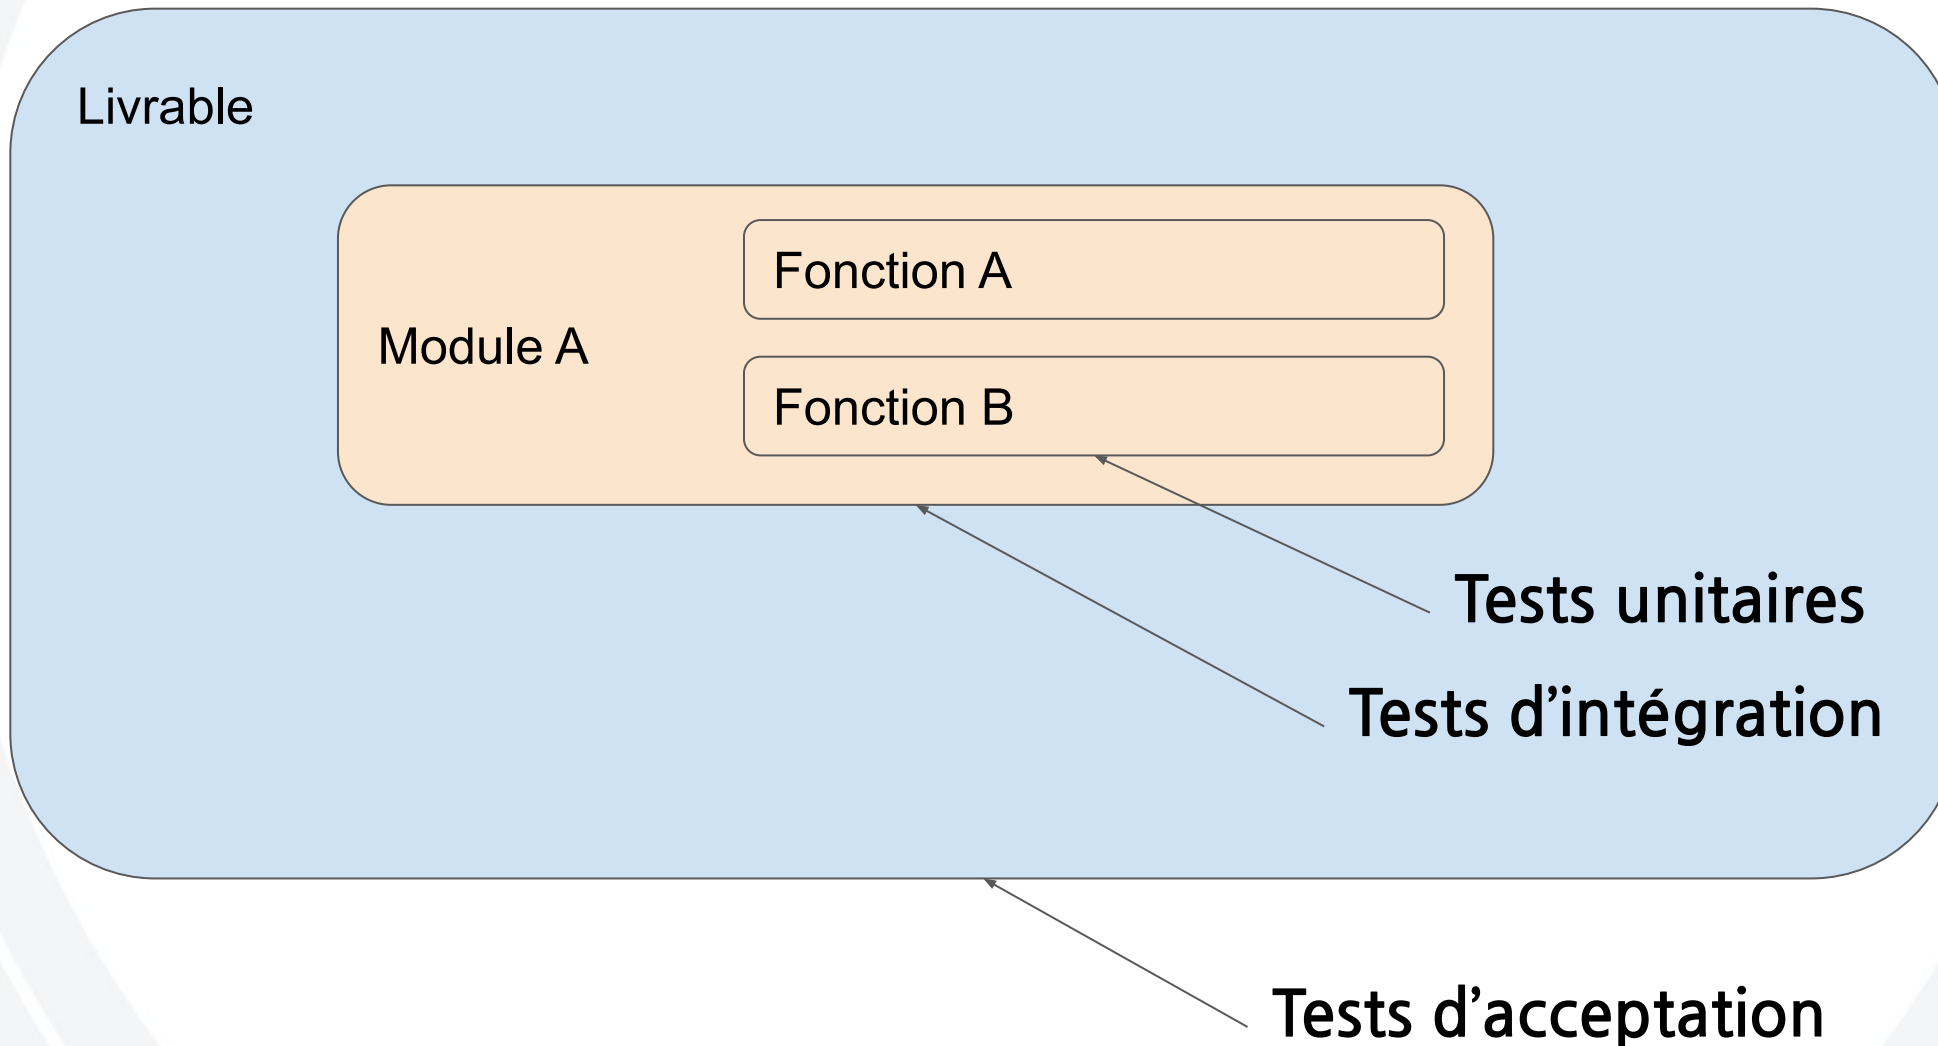 Livrable
Fonction A
Module A
Fonction B
Tests unitaires
Tests d’intégration
Tests d’acceptation